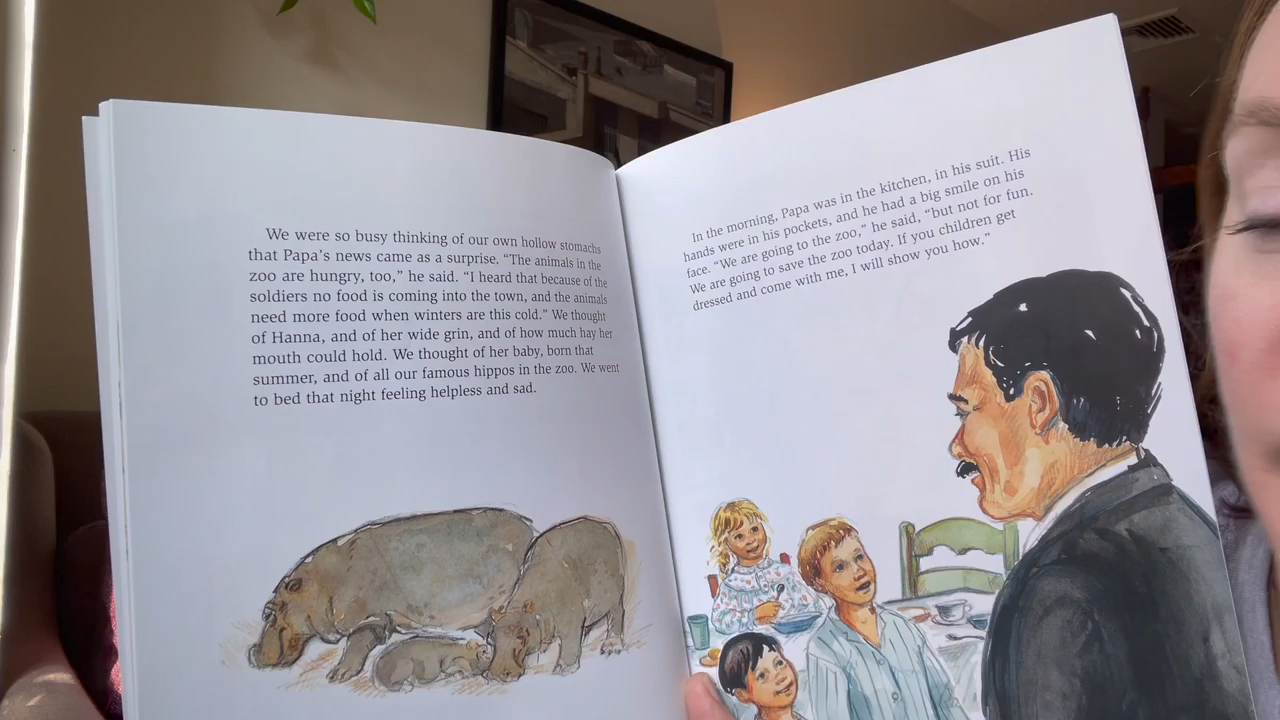 We were so busy thinking of our own hollow stomachs
that Papa's news came as a surprise. “The animals in the
zoo are hungry, too,” he said. “I heard that because of the
soldiers no food is coming into the town, and the animals
need more food when winters are this cold.” We thought
of Hanna, and of her wide grin, and of how much hay her
mouth could hold. We thought of her baby, born that
summer, and of all our famous hippos in the zoo. We went
to bed that night feeling helpless and sad.
In the morning, Papa was in the kitchen, in his suit. His
hands were in his pockets, and he had a big smile on his
face. “We are going to the zoo,” he said, “but not for fun.
We are going to save the zoo today. If you children get
dressed and come with me, I will show you how.”